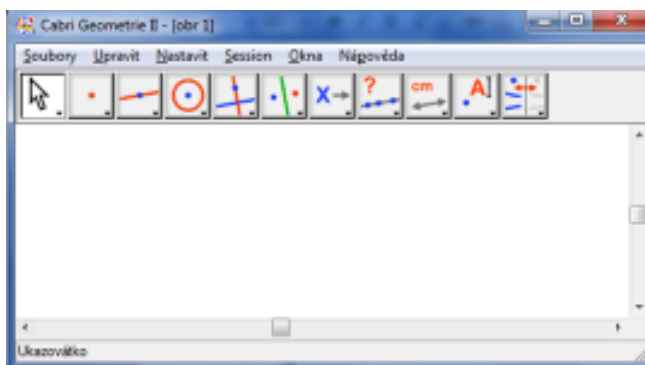 Cabri Geometrie II - [obr 1]
Soubory Upravit Nastavit Session Okna Nápověda
X ? cm A
Ukazovátko